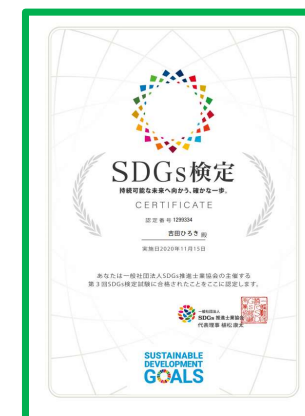 SDGs検定
持続可能な未来へ向かう、確かな一歩。
CERTIFICATE
認定番号 1299334
吉田ひろき 殿
実施日2020年11月15日
あなたは一般社団法人SDGs推進士業協会の主催する
第3回SDGs検定試験に合格されたことをここに認定します。
一般社団法人
SDGs 推進士業協会
代表理事
SUSTAINABLE
DEVELOPMENT
GOALS